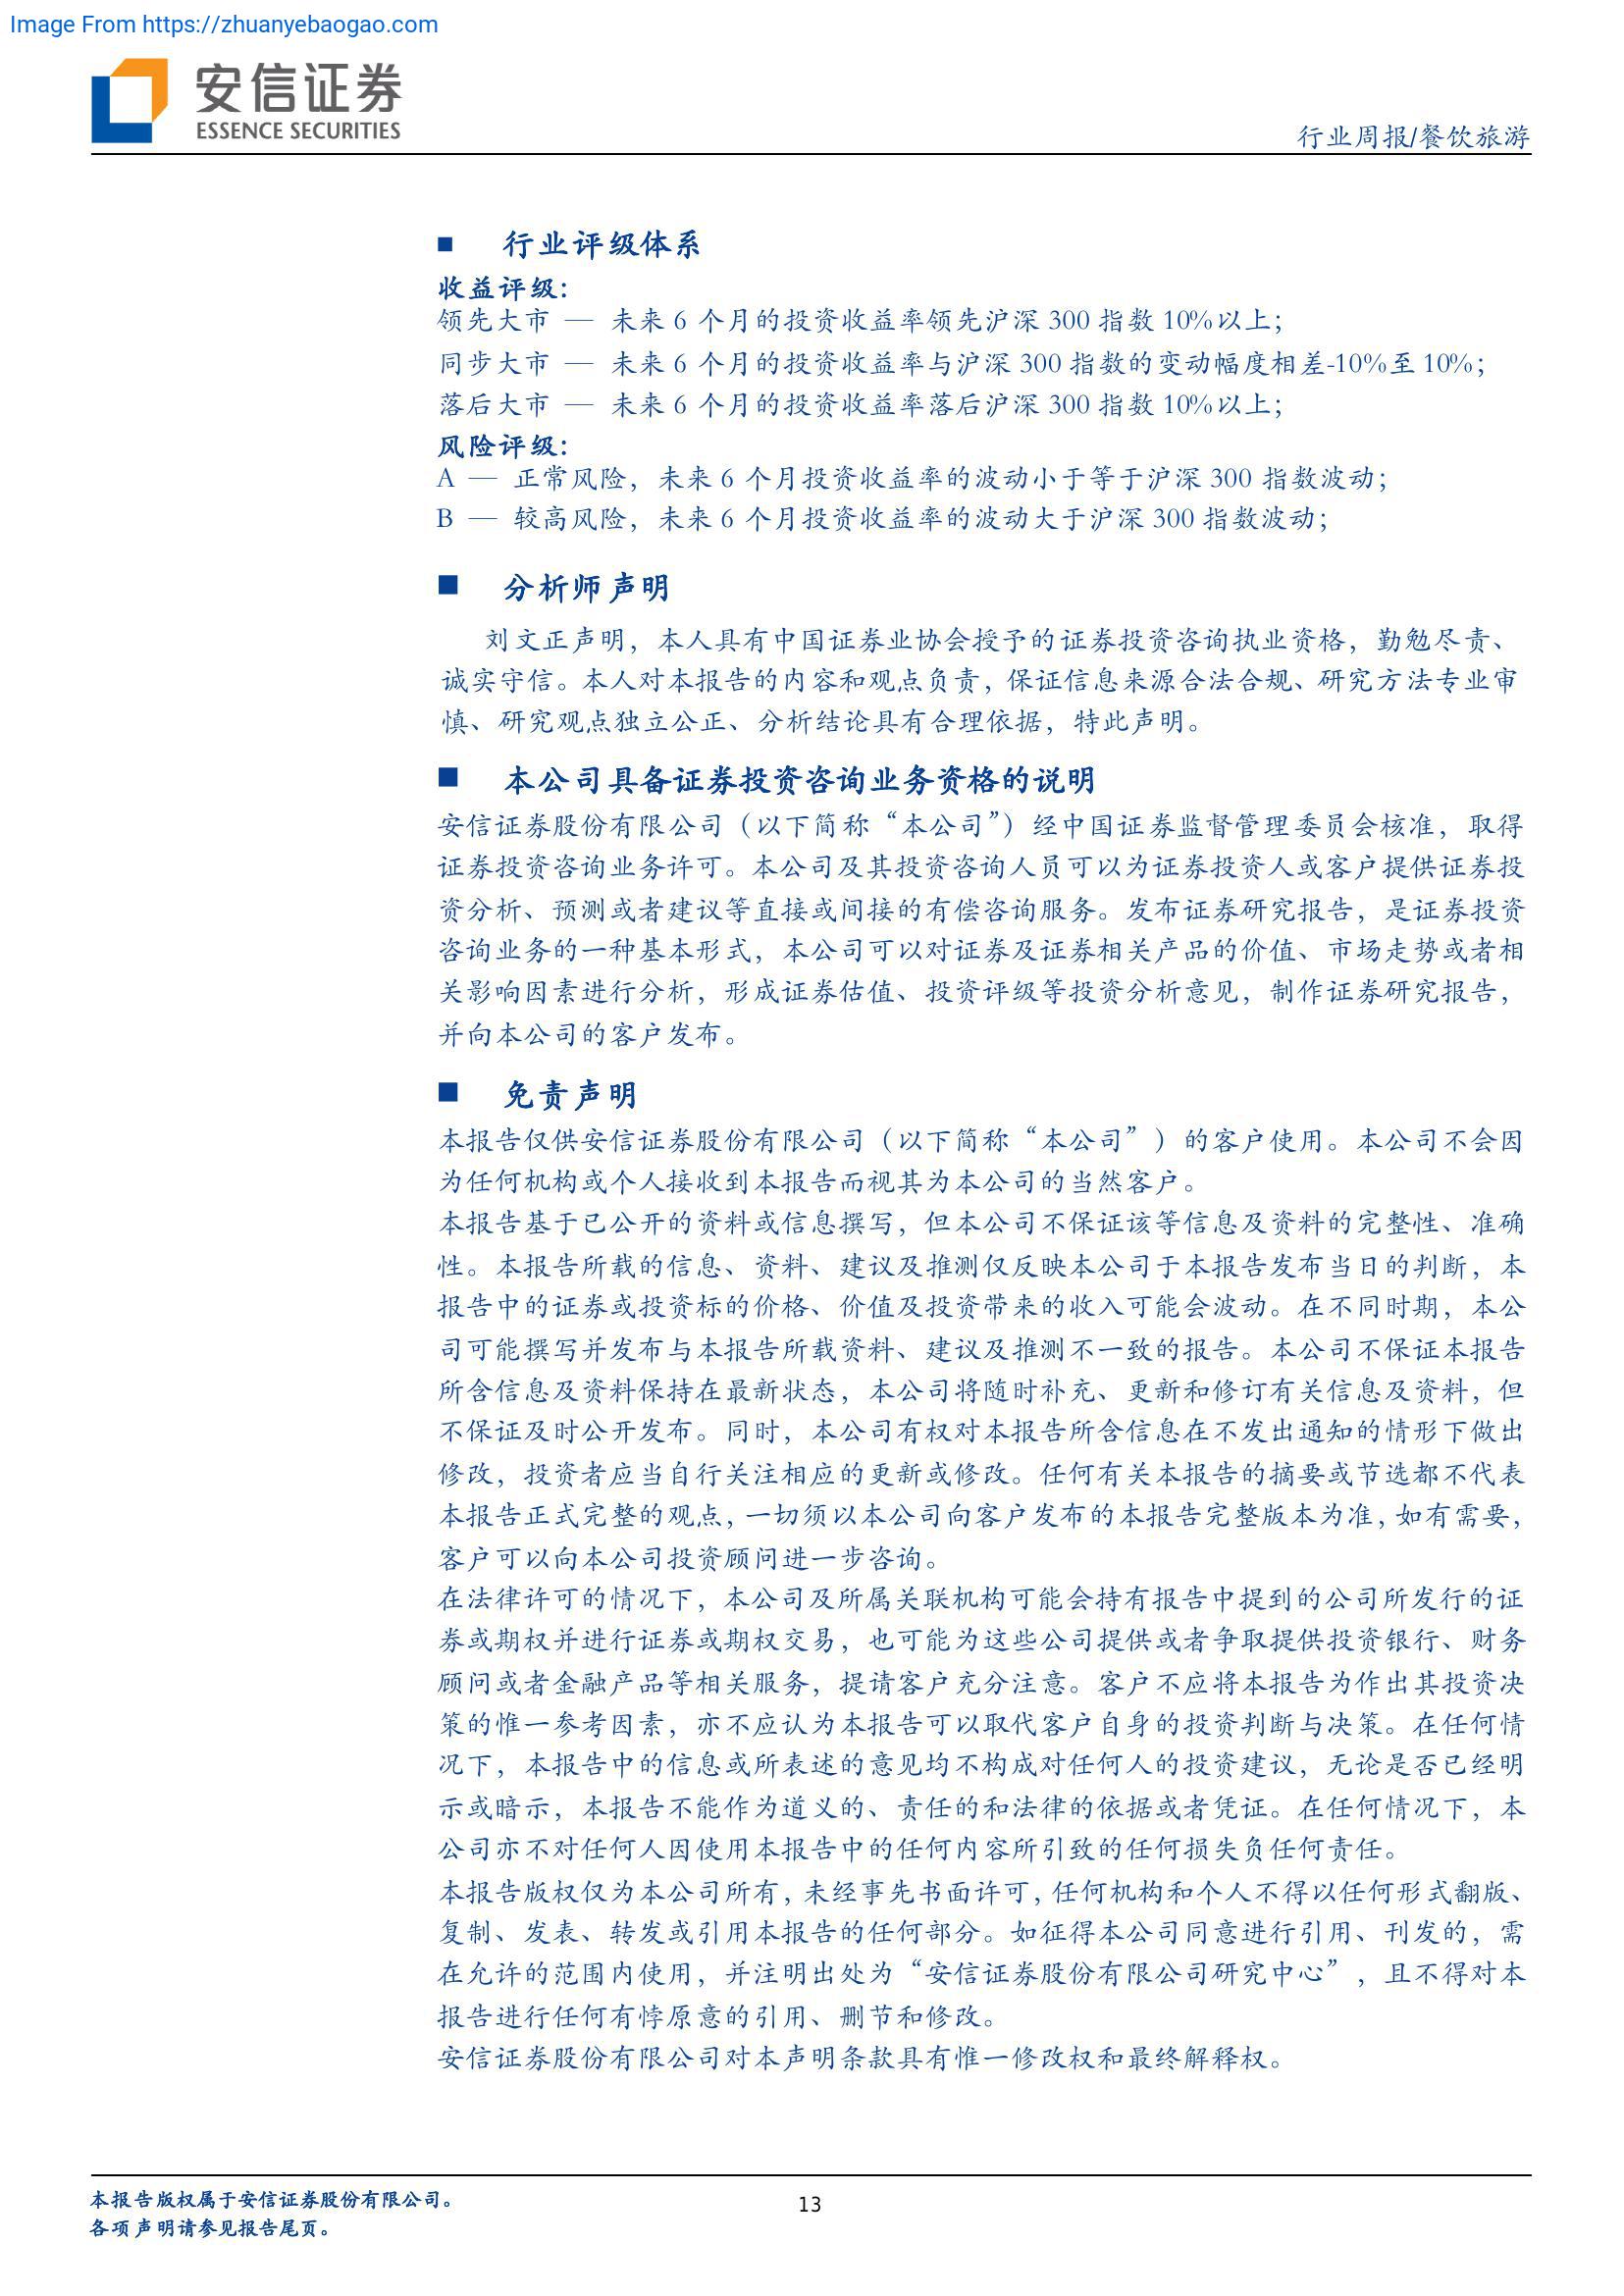 Image From https://zhuanyebaogao.com
安信证券
ESSENCE SECURITIES
行业周报/餐饮旅游
■ 行业评级体系
收益评级：
领先大市 — 未来 6 个月的投资收益率领先沪深 300 指数 10%以上；
同步大市 — 未来 6 个月的投资收益率与沪深 300 指数的变动幅度相差-10%至 10%；
落后大市 — 未来 6 个月的投资收益率落后沪深 300 指数 10%以上；
风险评级：
A — 正常风险，未来 6 个月投资收益率的波动小于等于沪深 300 指数波动；
B — 较高风险，未来 6 个月投资收益率的波动大于沪深 300 指数波动；
■ 分析师声明
刘文正声明，本人具有中国证券业协会授予的证券投资咨询执业资格，勤勉尽责、
诚实守信。本人对本报告的内容和观点负责，保证信息来源合法合规、研究方法专业审
慎、研究观点独立公正、分析结论具有合理依据，特此声明。
■ 本公司具备证券投资咨询业务资格的说明
安信证券股份有限公司（以下简称“本公司”）经中国证券监督管理委员会核准，取得
证券投资咨询业务许可。本公司及其投资咨询人员可以为证券投资人或客户提供证券投
资分析、预测或者建议等直接或间接的有偿咨询服务。发布证券研究报告，是证券投资
咨询业务的一种基本形式，本公司可以对证券及证券相关产品的价值、市场走势或者相
关影响因素进行分析，形成证券估值、投资评级等投资分析意见，制作证券研究报告，
并向本公司的客户发布。
■ 免责声明
本报告仅供安信证券股份有限公司（以下简称“本公司”）的客户使用。本公司不会因
为任何机构或个人接收到本报告而视其为本公司的当然客户。
本报告基于已公开的资料或信息撰写，但本公司不保证该等信息及资料的完整性、准确
性。本报告所载的信息、资料、建议及推测仅反映本公司于本报告发布当日的判断，本
报告中的证券或投资标的价格、价值及投资带来的收入可能会波动。在不同时期，本公
司可能撰写并发布与本报告所载资料、建议及推测不一致的报告。本公司不保证本报告
所含信息及资料保持在最新状态，本公司将随时补充、更新和修订有关信息及资料，但
不保证及时公开发布。同时，本公司有权对本报告所含信息在不发出通知的情形下做出
修改，投资者应当自行关注相应的更新或修改。任何有关本报告的摘要或节选都不代表
本报告正式完整的观点，一切须以本公司向客户发布的本报告完整版本为准，如有需要，
客户可以向本公司投资顾问进一步咨询。
在法律许可的情况下，本公司及所属关联机构可能会持有报告中提到的公司所发行的证
券或期权并进行证券或期权交易，也可能为这些公司提供或者争取提供投资银行、财务
顾问或者金融产品等相关服务，提请客户充分注意。客户不应将本报告为作出其投资决
策的惟一参考因素，亦不应认为本报告可以取代客户自身的投资判断与决策。在任何情
况下，本报告中的信息或所表述的意见均不构成对任何人的投资建议，无论是否已经明
示或暗示，本报告不能作为道义的、责任的和法律的依据或者凭证。在任何情况下，本
公司亦不对任何人因使用本报告中的任何内容所引致的任何损失负任何责任。
本报告版权仅为本公司所有，未经事先书面许可，任何机构和个人不得以任何形式翻版、
复制、发表、转发或引用本报告的任何部分。如征得本公司同意进行引用、刊发的，需
在允许的范围内使用，并注明出处为“安信证券股份有限公司研究中心”，且不得对本
报告进行任何有悖原意的引用、删节和修改。
安信证券股份有限公司对本声明条款具有惟一修改权和最终解释权。
本报告版权属于安信证券股份有限公司。
各项声明请参见报告尾页。
13